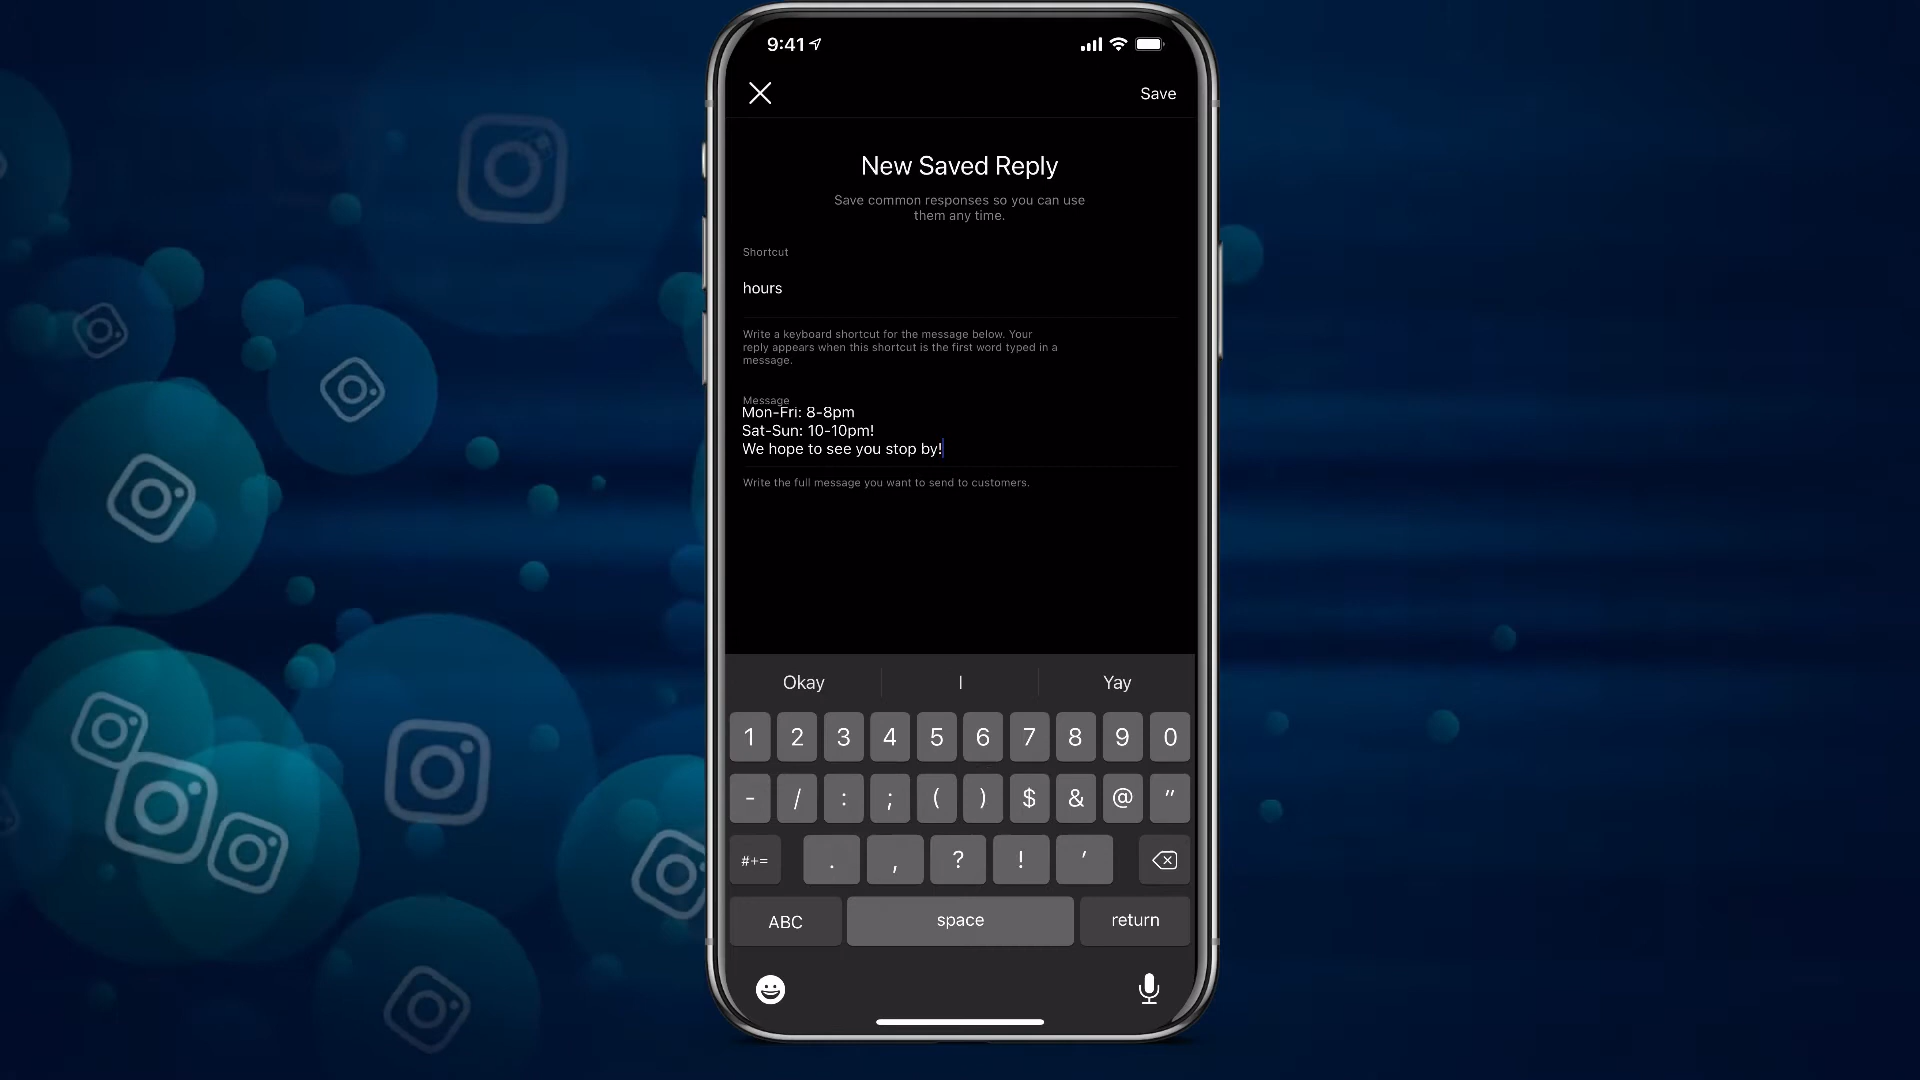 9:41
Save
New Saved Reply
Save common responses so you can use
them any time.
Shortcut
hours
Write a keyboard shortcut for the message below. Your
reply appears when this shortcut is the first word typed in a
message.
Message
Mon-Fri: 8-8pm
Sat-Sun: 10-10pm!
We hope to see you stop by!
Write the full message you want to send to customers.
Okay I Yay
1 2 3 4 5 6 7 8 9 0
- / : ; ( ) $ & @ "
#+= . , ? ! '
ABC space return